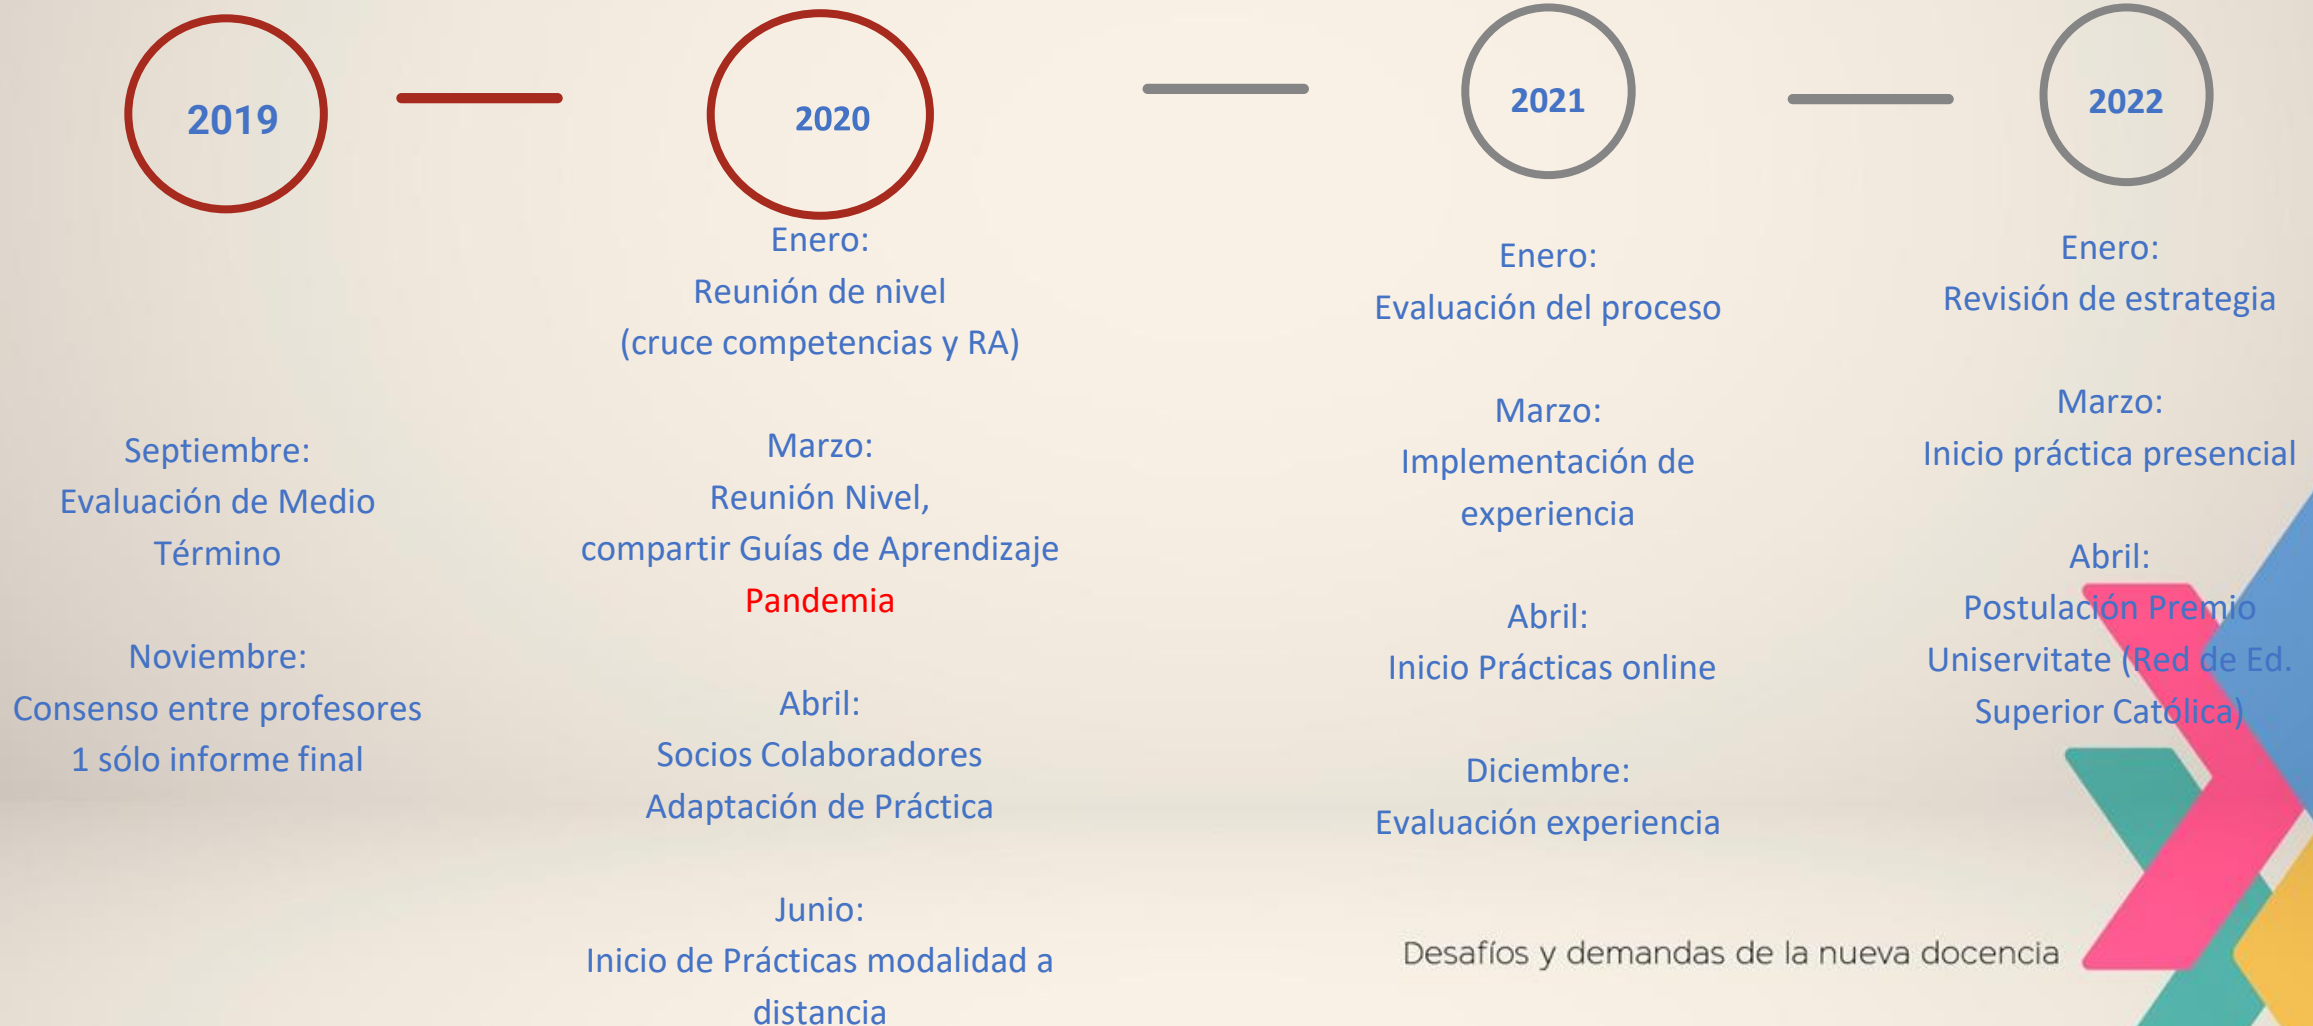 2019
Septiembre:
Evaluación de Medio
Término
Noviembre:
Consenso entre profesores
1 sólo informe final
2020
Enero:
Reunión de nivel
(cruce competencias y RA)
Marzo:
Reunión Nivel,
compartir Guías de Aprendizaje
Pandemia
Abril:
Socios Colaboradores
Adaptación de Práctica
Junio:
Inicio de Prácticas modalidad a
distancia
2021
Enero:
Evaluación del proceso
Marzo:
Implementación de
experiencia
Abril:
Inicio Prácticas online
Diciembre:
Evaluación experiencia
2022
Enero:
Revisión de estrategia
Marzo:
Inicio práctica presencial
Abril:
Postulación Premio
Uniservitate (Red de Ed.
Superior Católica)
Desafíos y demandas de la nueva docencia